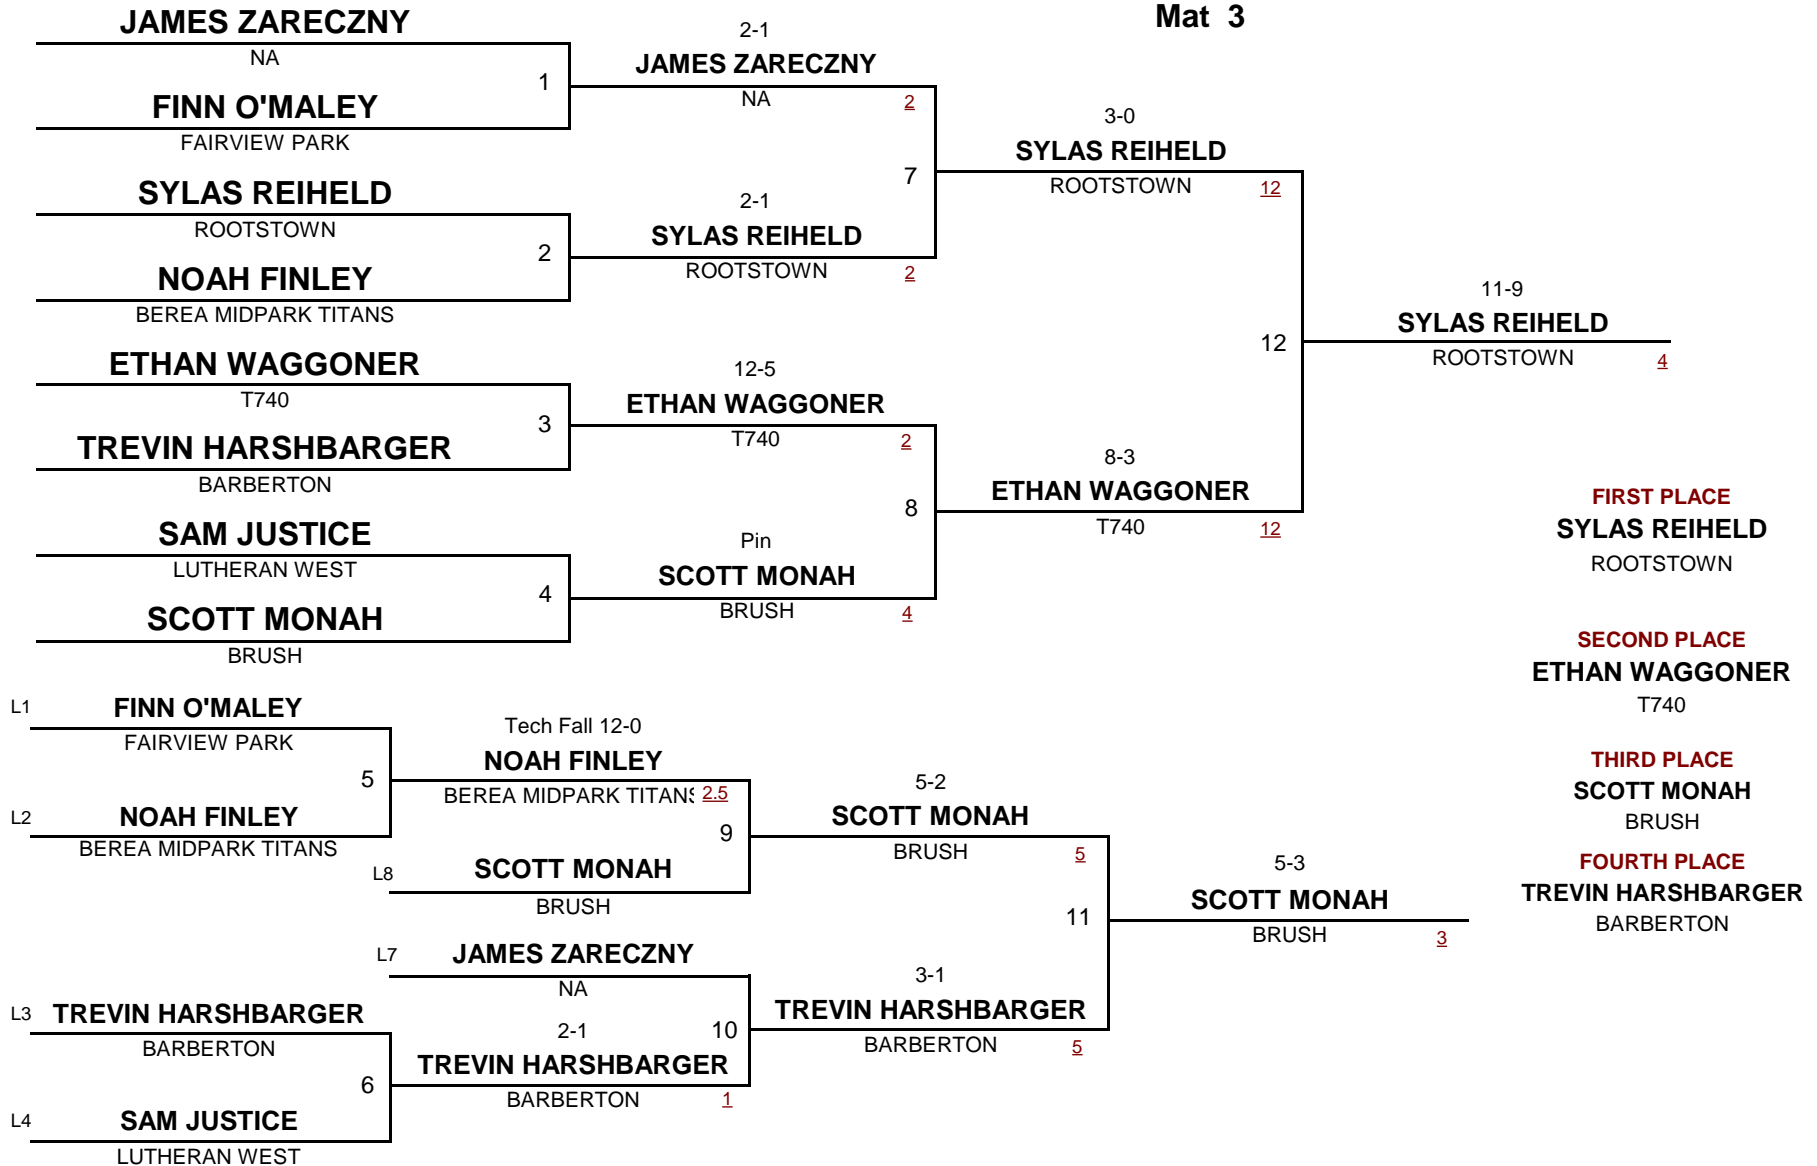 Mat 3
JAMES ZARECZNY
NA
1
FINN O'MALEY
FAIRVIEW PARK
2-1
JAMES ZARECZNY
NA
2
SYLAS REIHELD
ROOTSTOWN
2
NOAH FINLEY
BEREA MIDPARK TITANS
2-1
SYLAS REIHELD
ROOTSTOWN
2
7
3-0
SYLAS REIHELD
ROOTSTOWN
12
ETHAN WAGGONER
T740
3
TREVIN HARSHBARGER
BARBERTON
12-5
ETHAN WAGGONER
T740
2
SAM JUSTICE
LUTHERAN WEST
4
SCOTT MONAH
BRUSH
Pin
SCOTT MONAH
BRUSH
4
8
8-3
ETHAN WAGGONER
T740
12
12
11-9
SYLAS REIHELD
ROOTSTOWN
4
FIRST PLACE
SYLAS REIHELD
ROOTSTOWN
SECOND PLACE
ETHAN WAGGONER
T740
THIRD PLACE
SCOTT MONAH
BRUSH
FOURTH PLACE
TREVIN HARSHBARGER
BARBERTON
L1
FINN O'MALEY
FAIRVIEW PARK
5
L2
NOAH FINLEY
BEREA MIDPARK TITANS
Tech Fall 12-0
NOAH FINLEY
BEREA MIDPARK TITANS 2.5
9
L8
SCOTT MONAH
BRUSH
5-2
SCOTT MONAH
BRUSH
5
L7
JAMES ZARECZNY
NA
10
L3
TREVIN HARSHBARGER
BARBERTON
6
L4
SAM JUSTICE
LUTHERAN WEST
2-1
TREVIN HARSHBARGER
BARBERTON
1
3-1
TREVIN HARSHBARGER
BARBERTON
5
11
5-3
SCOTT MONAH
BRUSH
3